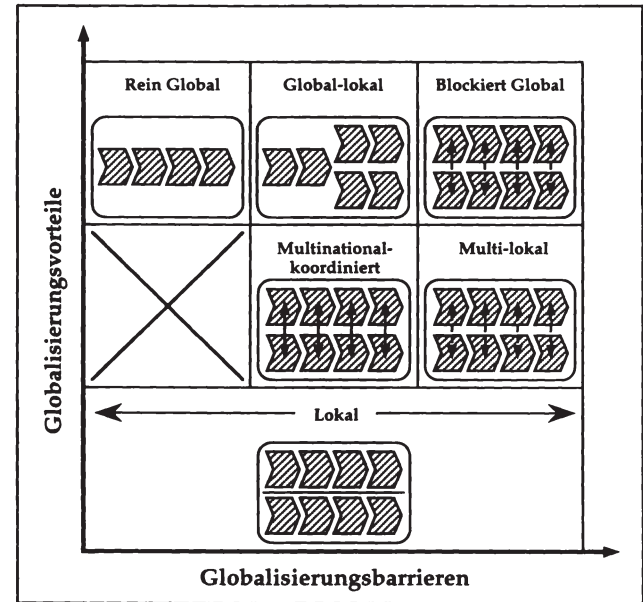 Rein Global
Global-lokal
Blockiert Global
Multinational-
koordiniert
Multi-lokal
Lokal
Globalisierungsvorteile
Globalisierungsbarrieren